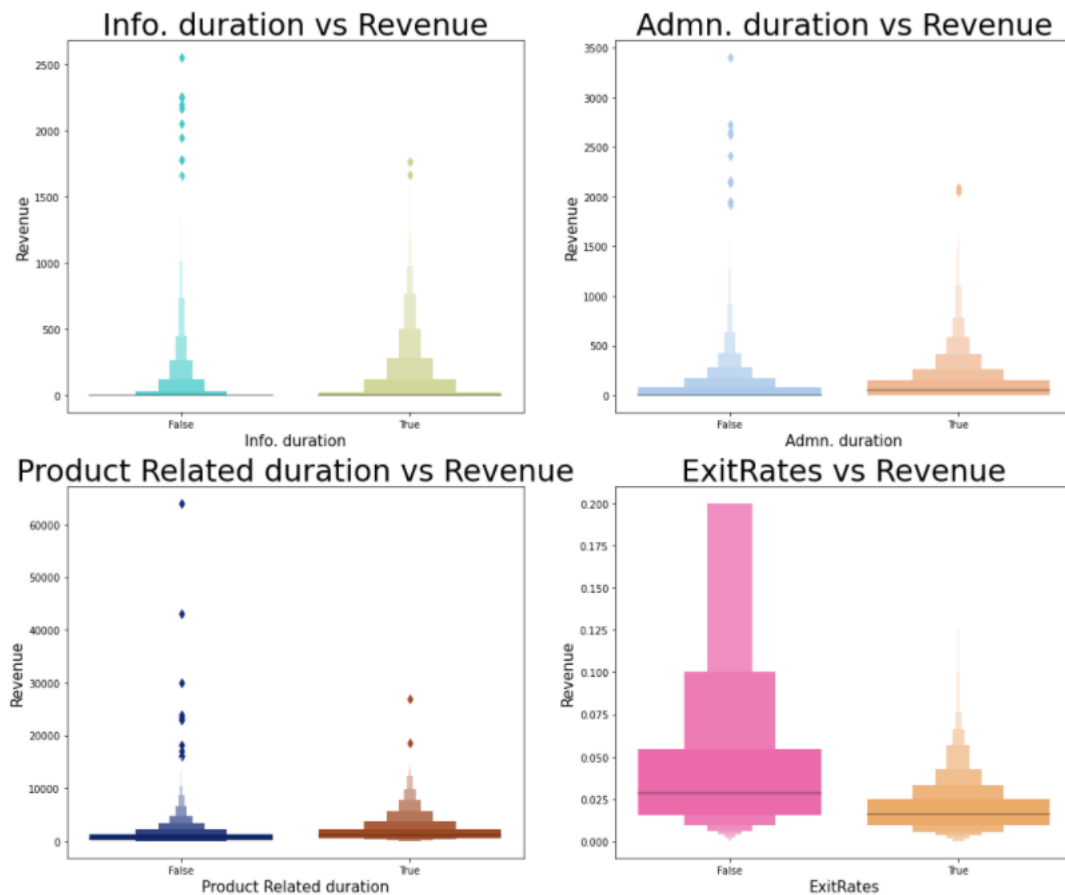 Info. duration vs Revenue
Revenue
2500
2000
1500
1000
500
0
False
True
Info. duration
Admn. duration vs Revenue
Revenue
3500
3000
2500
2000
1500
1000
500
0
False
True
Admn. duration
Product Related duration vs Revenue
Revenue
60000
50000
40000
30000
20000
10000
0
False
True
Product Related duration
ExitRates vs Revenue
Revenue
0.200
0.175
0.150
0.125
0.100
0.075
0.050
0.025
0.000
False
True
ExitRates